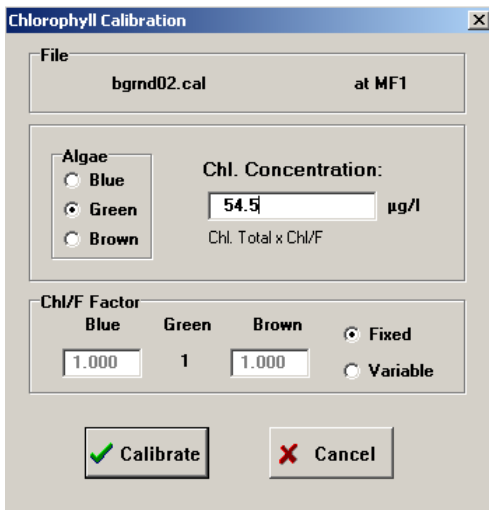 Chlorophyll Calibration
File
bgrnd02.cal at MF1
Algae
Blue
Green
Brown
Chl. Concentration:
54.5 µg/l
Chl. Total x Chl/F
Chl/F Factor
Blue Green Brown
1.000 1 1.000
Fixed
Variable
Calibrate Cancel